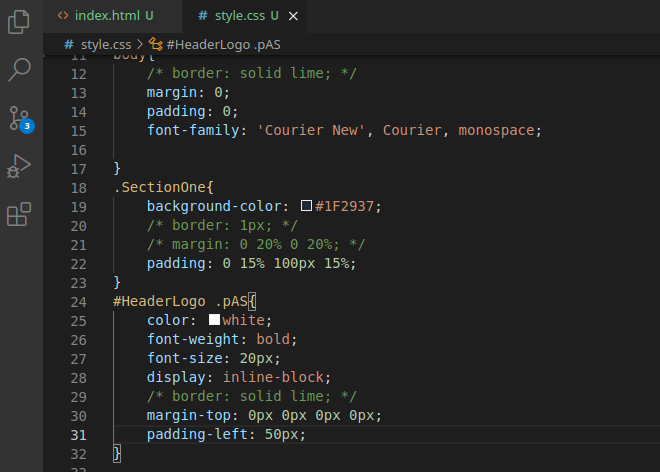 index.html U
style.css U
style.css > #HeaderLogo .pAS
3
11 body{
12 /* border: solid lime; */
13 margin: 0;
14 padding: 0;
15 font-family: 'Courier New', Courier, monospace;
16
17 }
18 .SectionOne{
19 background-color: #1F2937;
20 /* border: 1px; */
21 /* margin: 0 20% 0 20%; */
22 padding: 0 15% 100px 15%;
23 }
24 #HeaderLogo .pAS{
25 color: white;
26 font-weight: bold;
27 font-size: 20px;
28 display: inline-block;
29 /* border: solid lime; */
30 margin-top: 0px 0px 0px 0px;
31 padding-left: 50px;
32 }